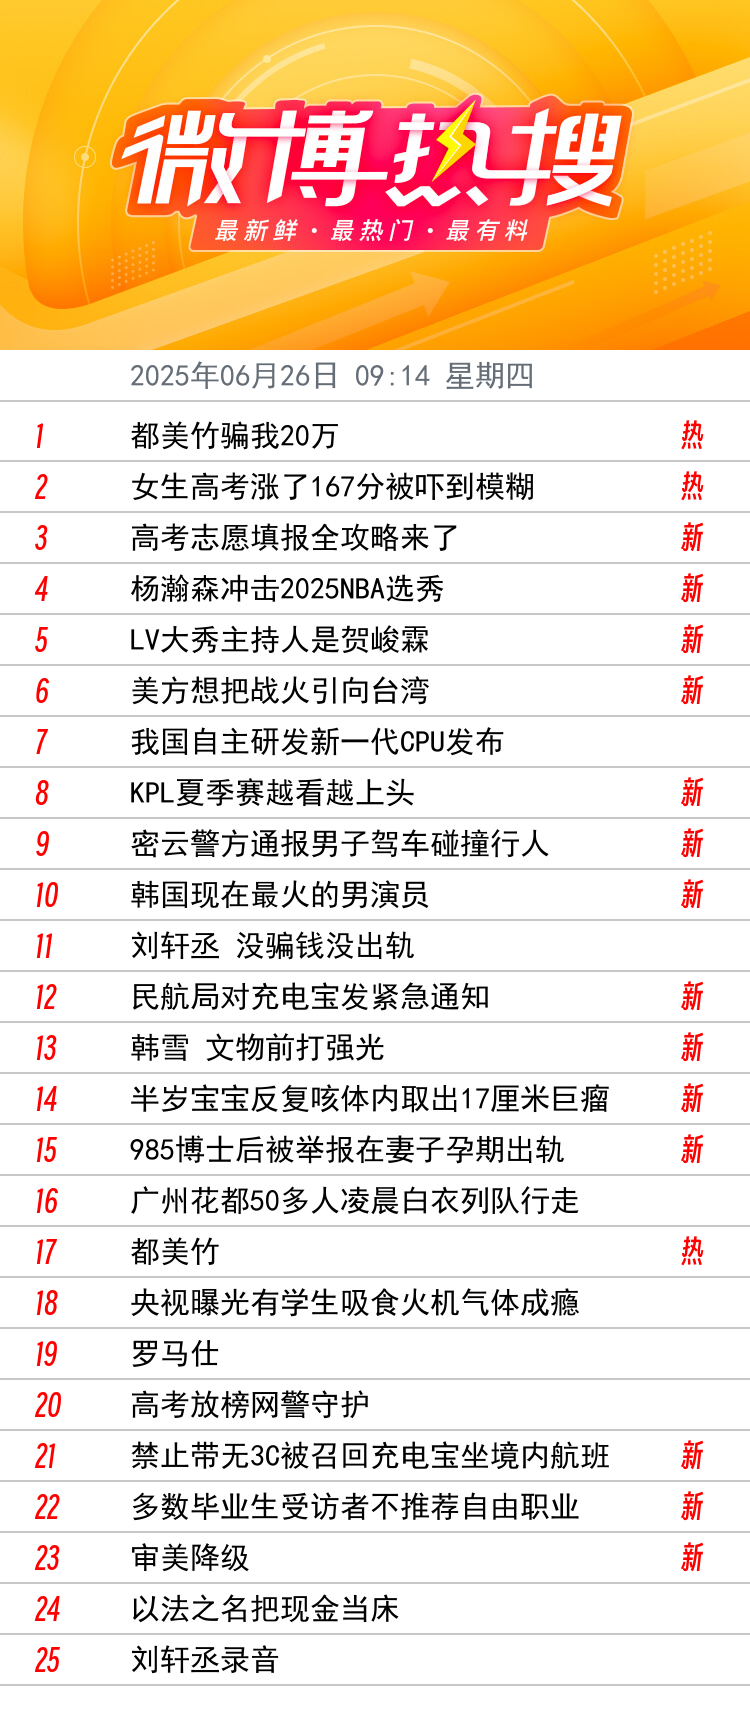 微博热搜
最新鲜·最热门·最有料
2025年06月26日 09:14 星期四
1 都美竹骗我20万 热
2 女生高考涨了167分被吓到模糊 热
3 高考志愿填报全攻略来了 新
4 杨瀚森冲击2025NBA选秀 新
5 LV大秀主持人是贺峻霖 新
6 美方想把战火引向台湾 新
7 我国自主研发新一代CPU发布
8 KPL夏季赛越看越上头 新
9 密云警方通报男子驾车碰撞行人 新
10 韩国现在最火的男演员 新
11 刘轩丞 没骗钱没出轨
12 民航局对充电宝发紧急通知 新
13 韩雪 文物前打强光 新
14 半岁宝宝反复咳体内取出17厘米巨瘤 新
15 985博士后被举报在妻子孕期出轨 新
16 广州花都50多人凌晨白衣列队行走
17 都美竹 热
18 央视曝光有学生吸食火机气体成瘾
19 罗马仕
20 高考放榜网警守护
21 禁止带无3C被召回充电宝坐境内航班 新
22 多数毕业生受访者不推荐自由职业 新
23 审美降级 新
24 以法之名把现金当床
25 刘轩丞录音